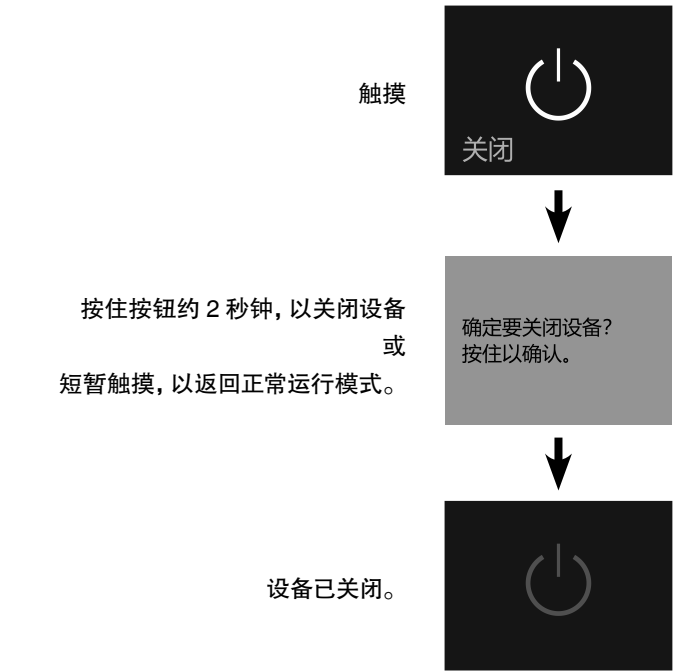 触摸
关闭
按住按钮约 2 秒钟，以关闭设备
或
短暂触摸，以返回正常运行模式。
确定要关闭设备？
按住以确认。
设备已关闭。